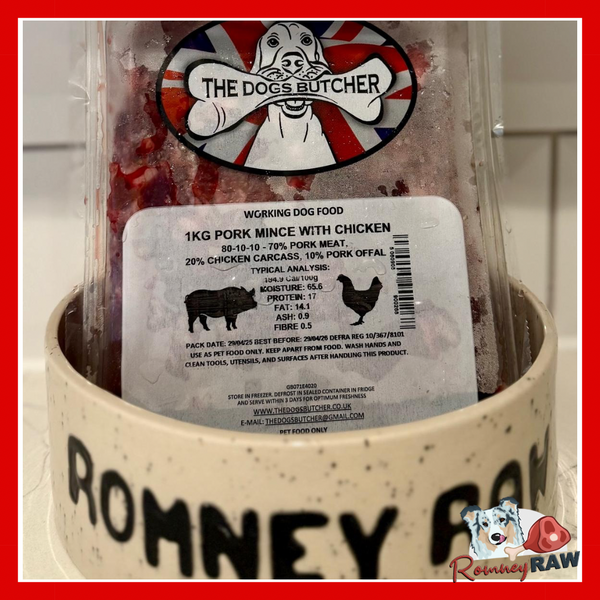 THE DOGS BUTCHER
WORKING DOG FOOD
1KG PORK MINCE WITH CHICKEN
80-10-10 - 70% PORK MEAT,
20% CHICKEN CARCASS, 10% PORK OFFAL
TYPICAL ANALYSIS:
194.9 Cal/100g
MOISTURE: 65.6
PROTEIN: 17
FAT: 14.1
ASH: 0.9
FIBRE 0.5
PACK DATE: 29/04/25 BEST BEFORE: 29/04/26 DEFRA REG 10/367/8101
USE AS PET FOOD ONLY. KEEP APART FROM FOOD. WASH HANDS AND
CLEAN TOOLS, UTENSILS, AND SURFACES AFTER HANDLING THIS PRODUCT.
GB071E4020
STORE IN FREEZER. DEFROST IN SEALED CONTAINER IN FRIDGE
AND SERVE WITHIN 3 DAYS FOR OPTIMUM FRESHNESS
WWW.THEDOGSBUTCHER.CO.UK
E-MAIL: THEDOGSBUTCHER@GMAIL.COM
PET FOOD ONLY
ROMNEY RAW
Romney RAW